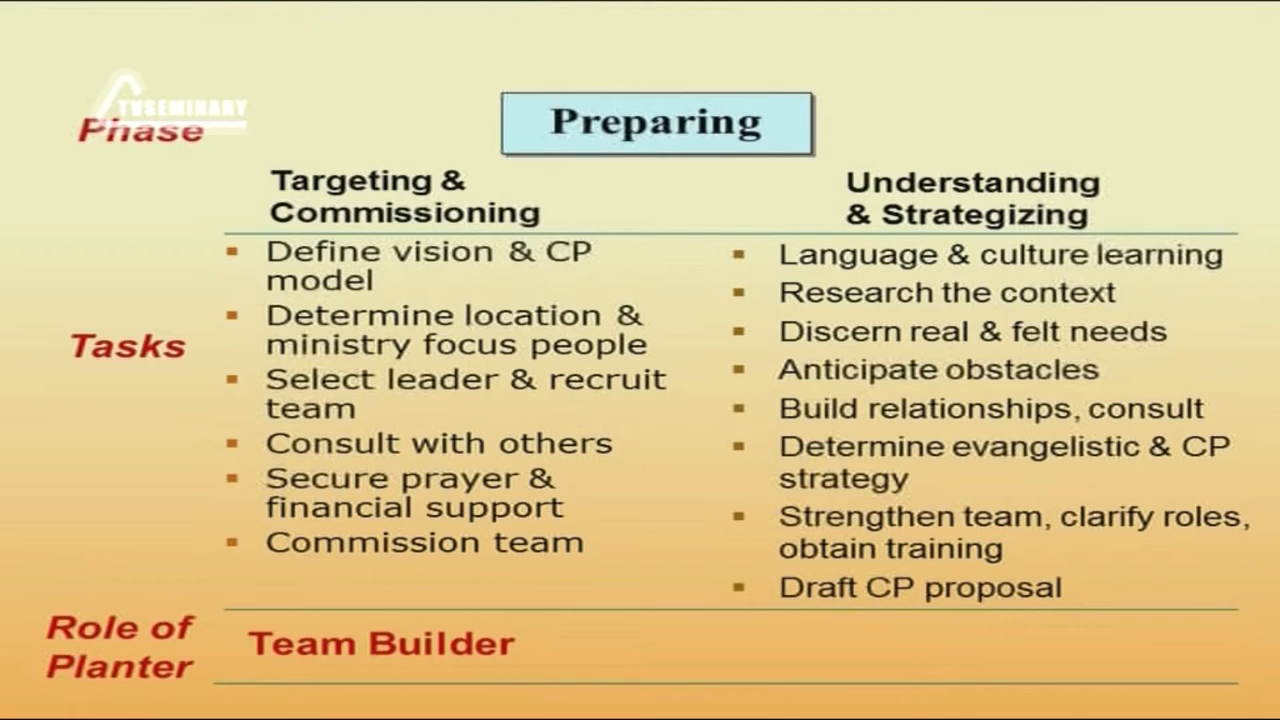 TVSEMINARY
Phase
Preparing
Targeting &
Commissioning
Define vision & CP
model
Determine location &
ministry focus people
Select leader & recruit
team
Consult with others
Secure prayer &
financial support
Commission team
Understanding
& Strategizing
Language & culture learning
Research the context
Discern real & felt needs
Anticipate obstacles
Build relationships, consult
Determine evangelistic & CP
strategy
Strengthen team, clarify roles,
obtain training
Draft CP proposal
Tasks
Role of
Planter
Team Builder